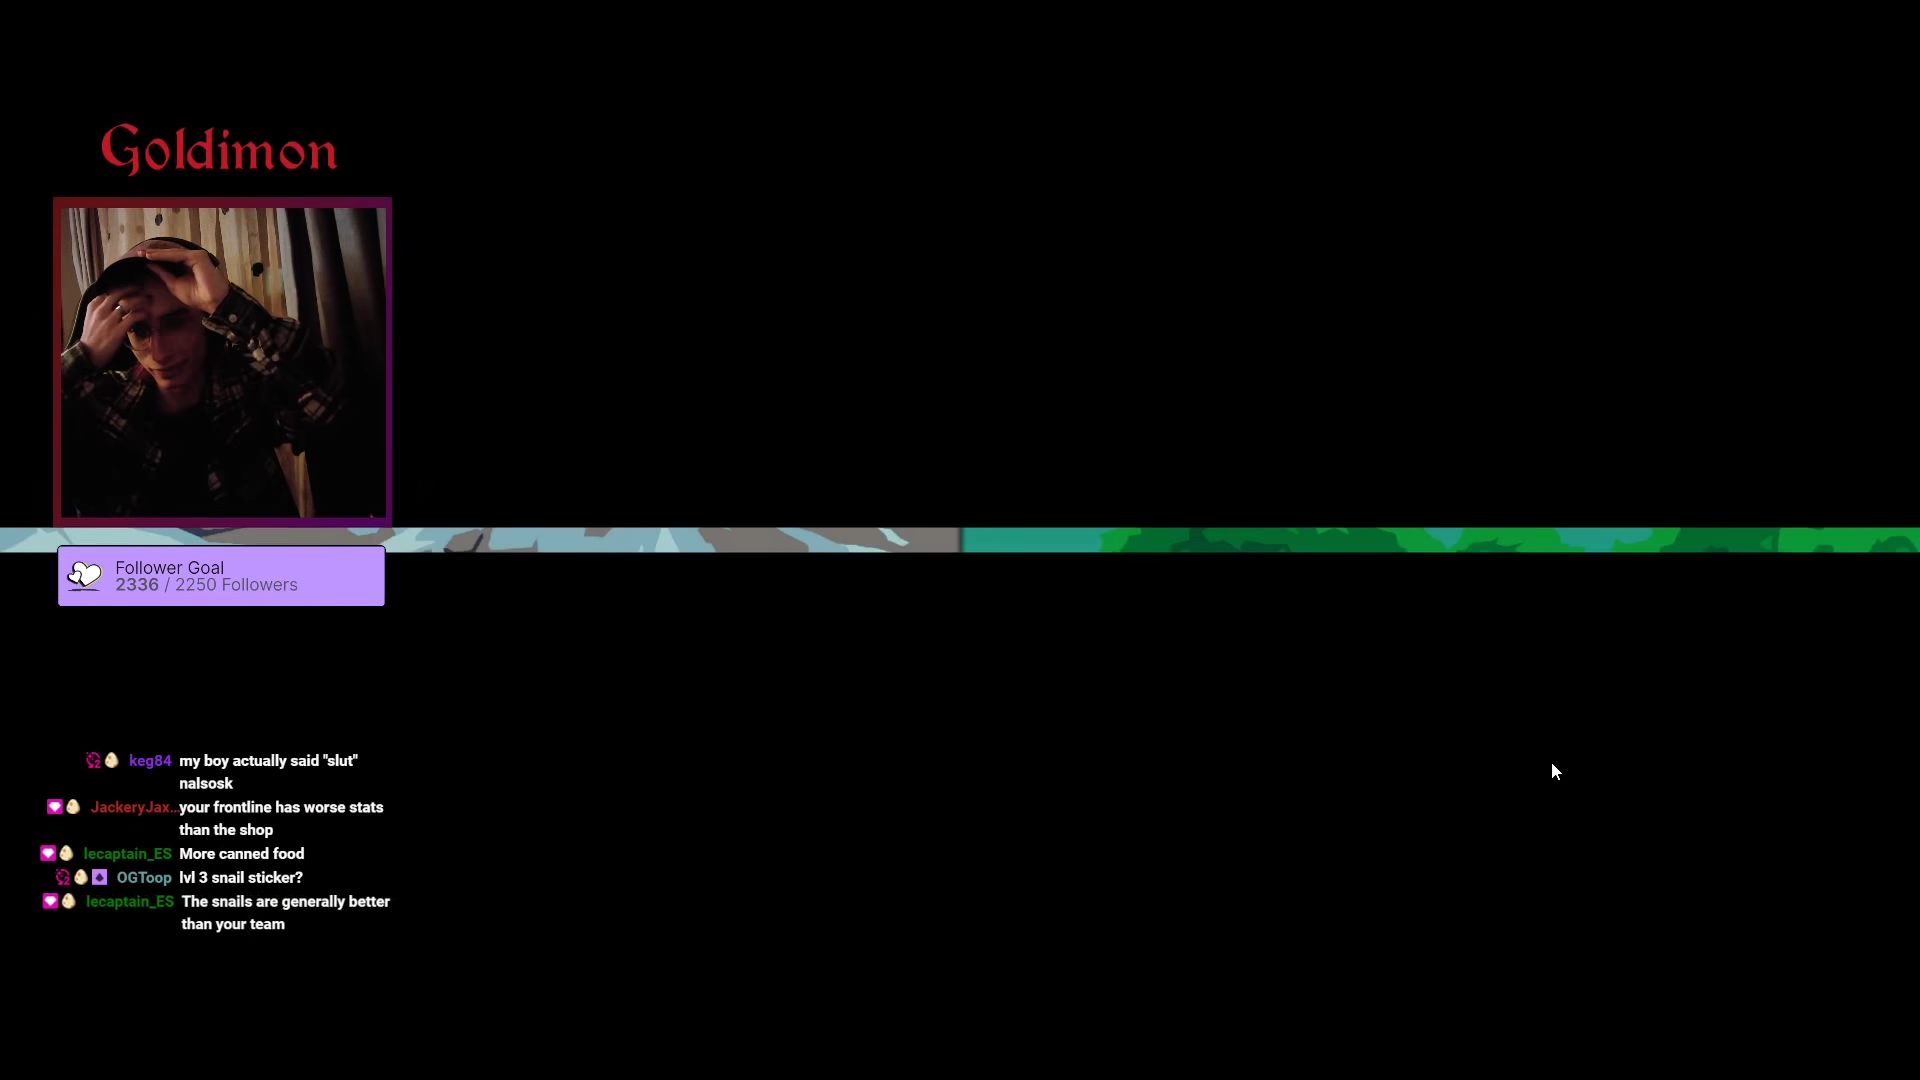 Goldimon
Follower Goal
2336 / 2250 Followers
keg84 my boy actually said "slut"
nalsosk
JackeryJax... your frontline has worse stats
than the shop
lecaptain_ES More canned food
OGToop lvl 3 snail sticker?
lecaptain_ES The snails are generally better
than your team